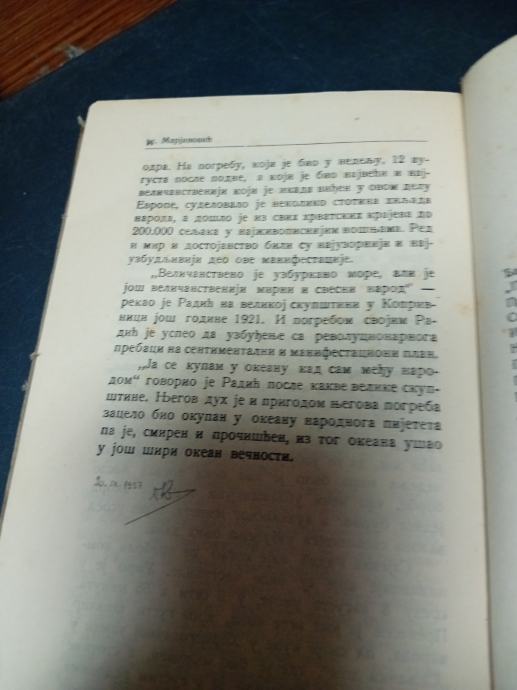 М. Марјановић
одра. На погребу, који је био у недељу, 12 ав-
густа после подне, а који је био највећи и нај-
величанственији који је икада виђен у овом делу
Европе, суделовало је неколико стотина хиљада
народа, а дошло је из свих хрватских крајева до
200.000 сељака у најживописнијим ношњама. Ред
и мир и достојанство били су најузорнији и нај-
узбудљивији део ове манифестације.
„Величанствено је узбуркано море, али је
још величанственији мирни и свесни народ“ —
рекао је Радић на великој скупштини у Коприв-
ници још године 1921. И погребом својим Ра-
дић је успео да узбуђење са револуционарнога
пребаци на сентиментални и манифестациони план.
„Ја се купам у океану кад сам међу наро-
дом“ говорио је Радић после какве велике скуп-
штине. Његов дух је и пригодом његова погреба
зацело био окупан у океану народнога пијетета
па је, смирен и прочишћен, из тог океана ушао
у још шири океан вечности.